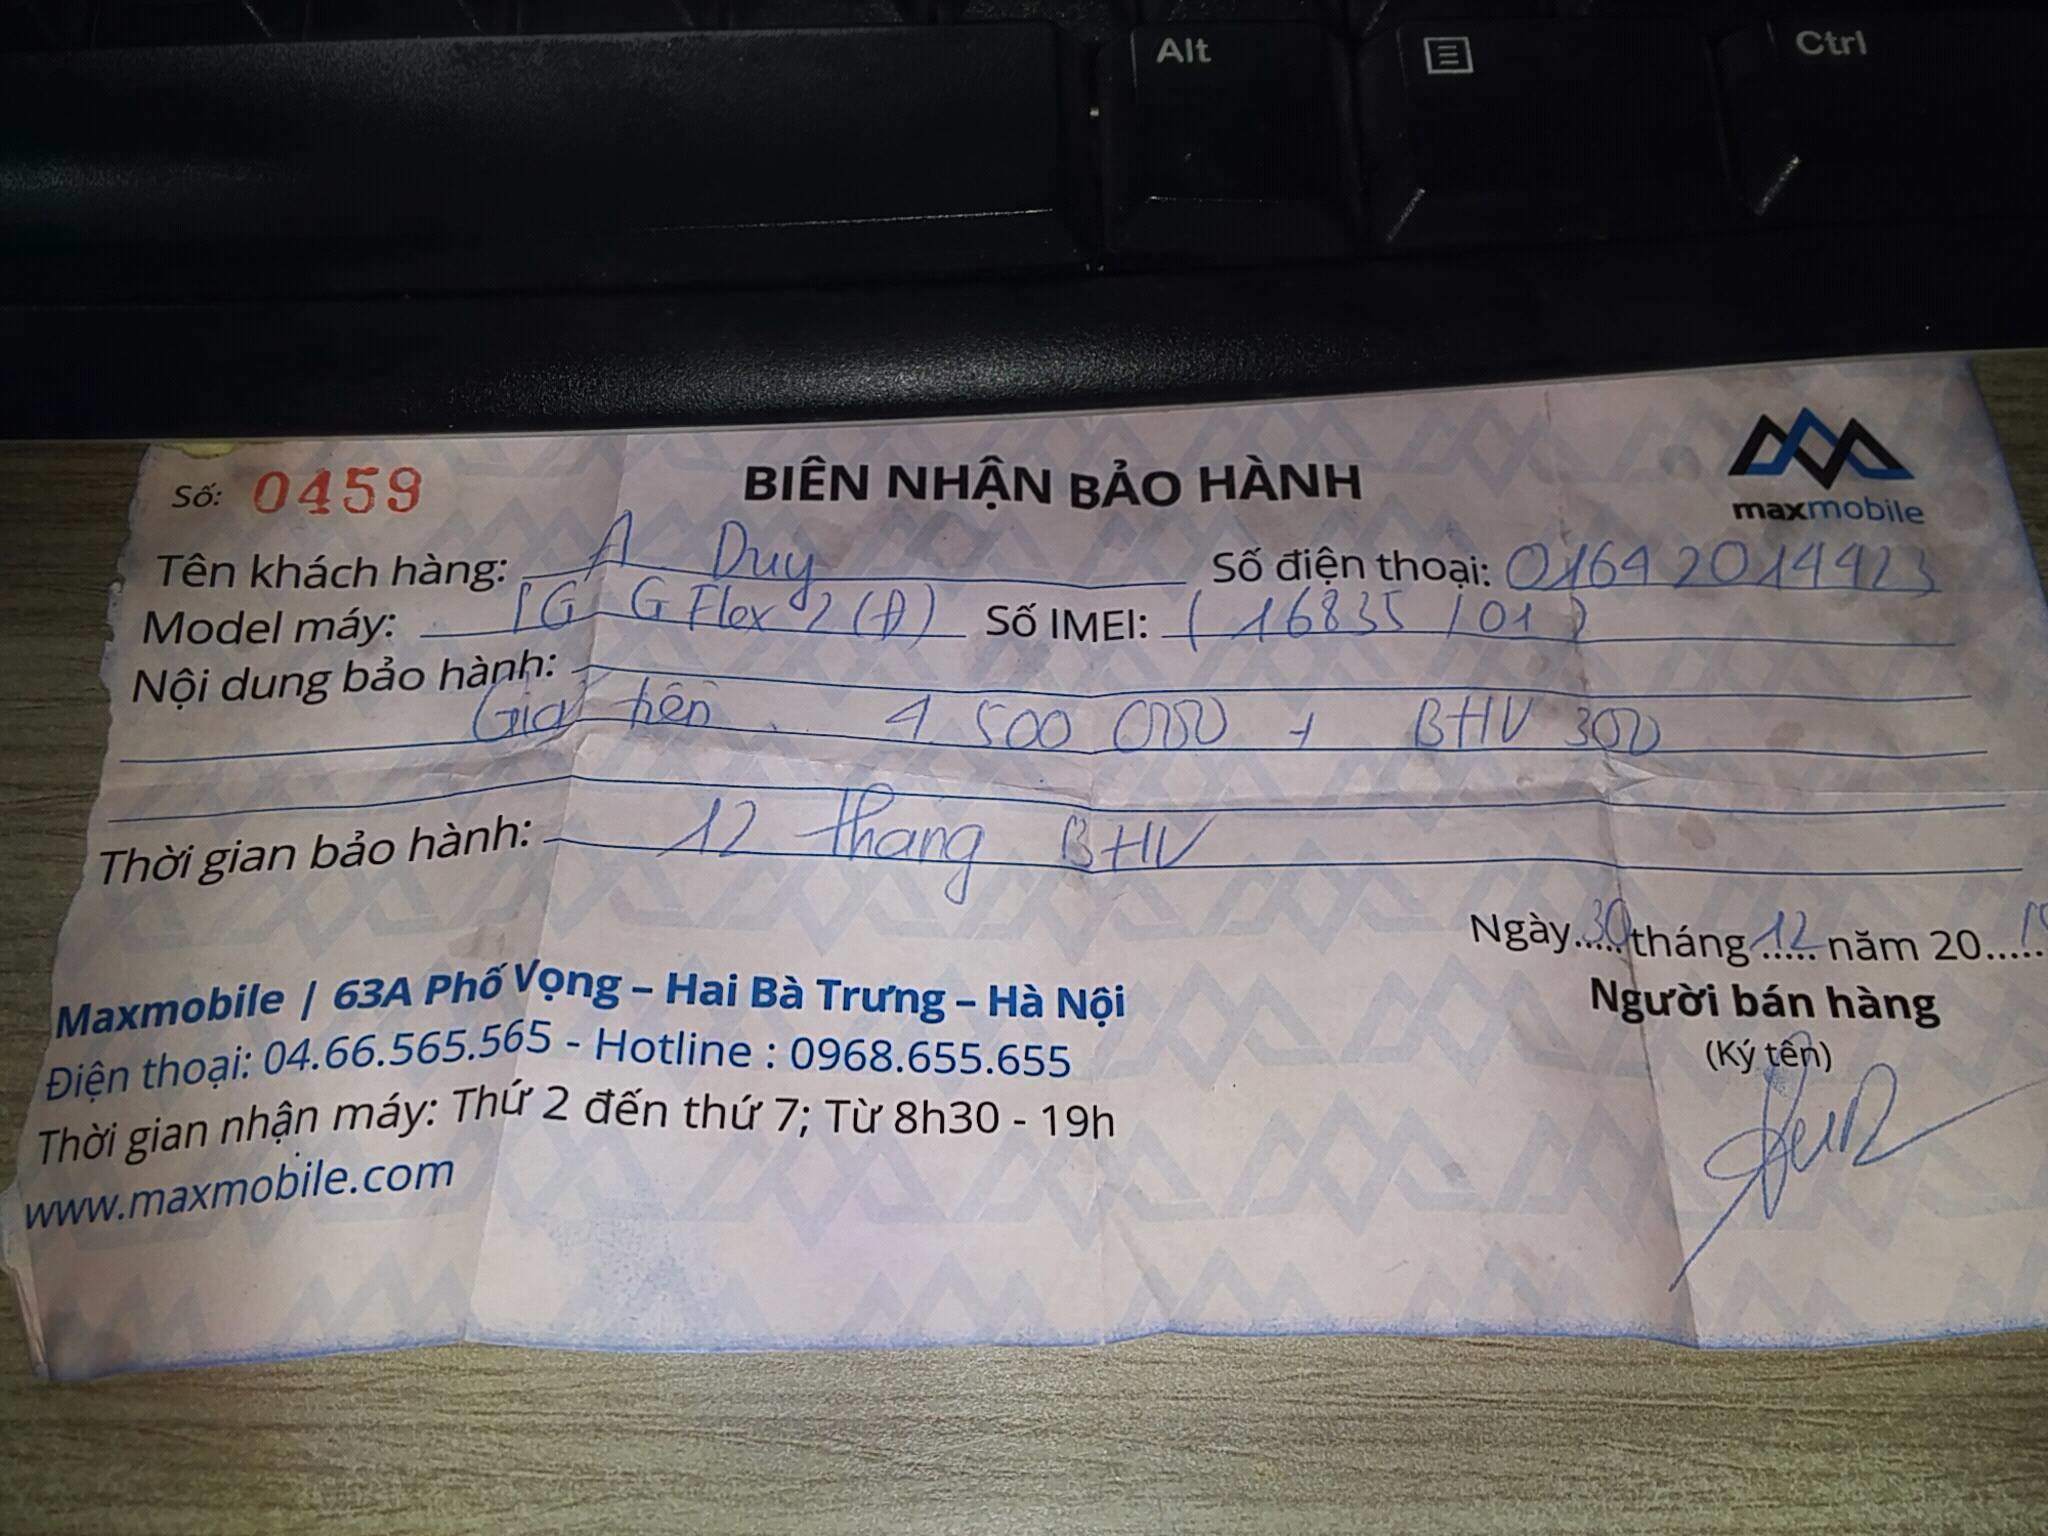 Alt
Ctrl
Số: 0459
BIÊN NHẬN BẢO HÀNH
maxmobile
Tên khách hàng: A Duy Số điện thoại: 01642014423
Model máy: LG G Flex 2 (Đ) Số IMEI: ( 16835 / 01 )
Nội dung bảo hành:
Giá tiền 4 500 000 + BHV 300
Thời gian bảo hành: 12 tháng BHV
Ngày 30 tháng 12 năm 20
Người bán hàng
(Ký tên)
Maxmobile / 63A Phố Vọng – Hai Bà Trưng – Hà Nội
Điện thoại: 04.66.565.565 - Hotline : 0968.655.655
Thời gian nhận máy: Thứ 2 đến thứ 7; Từ 8h30 - 19h
www.maxmobile.com